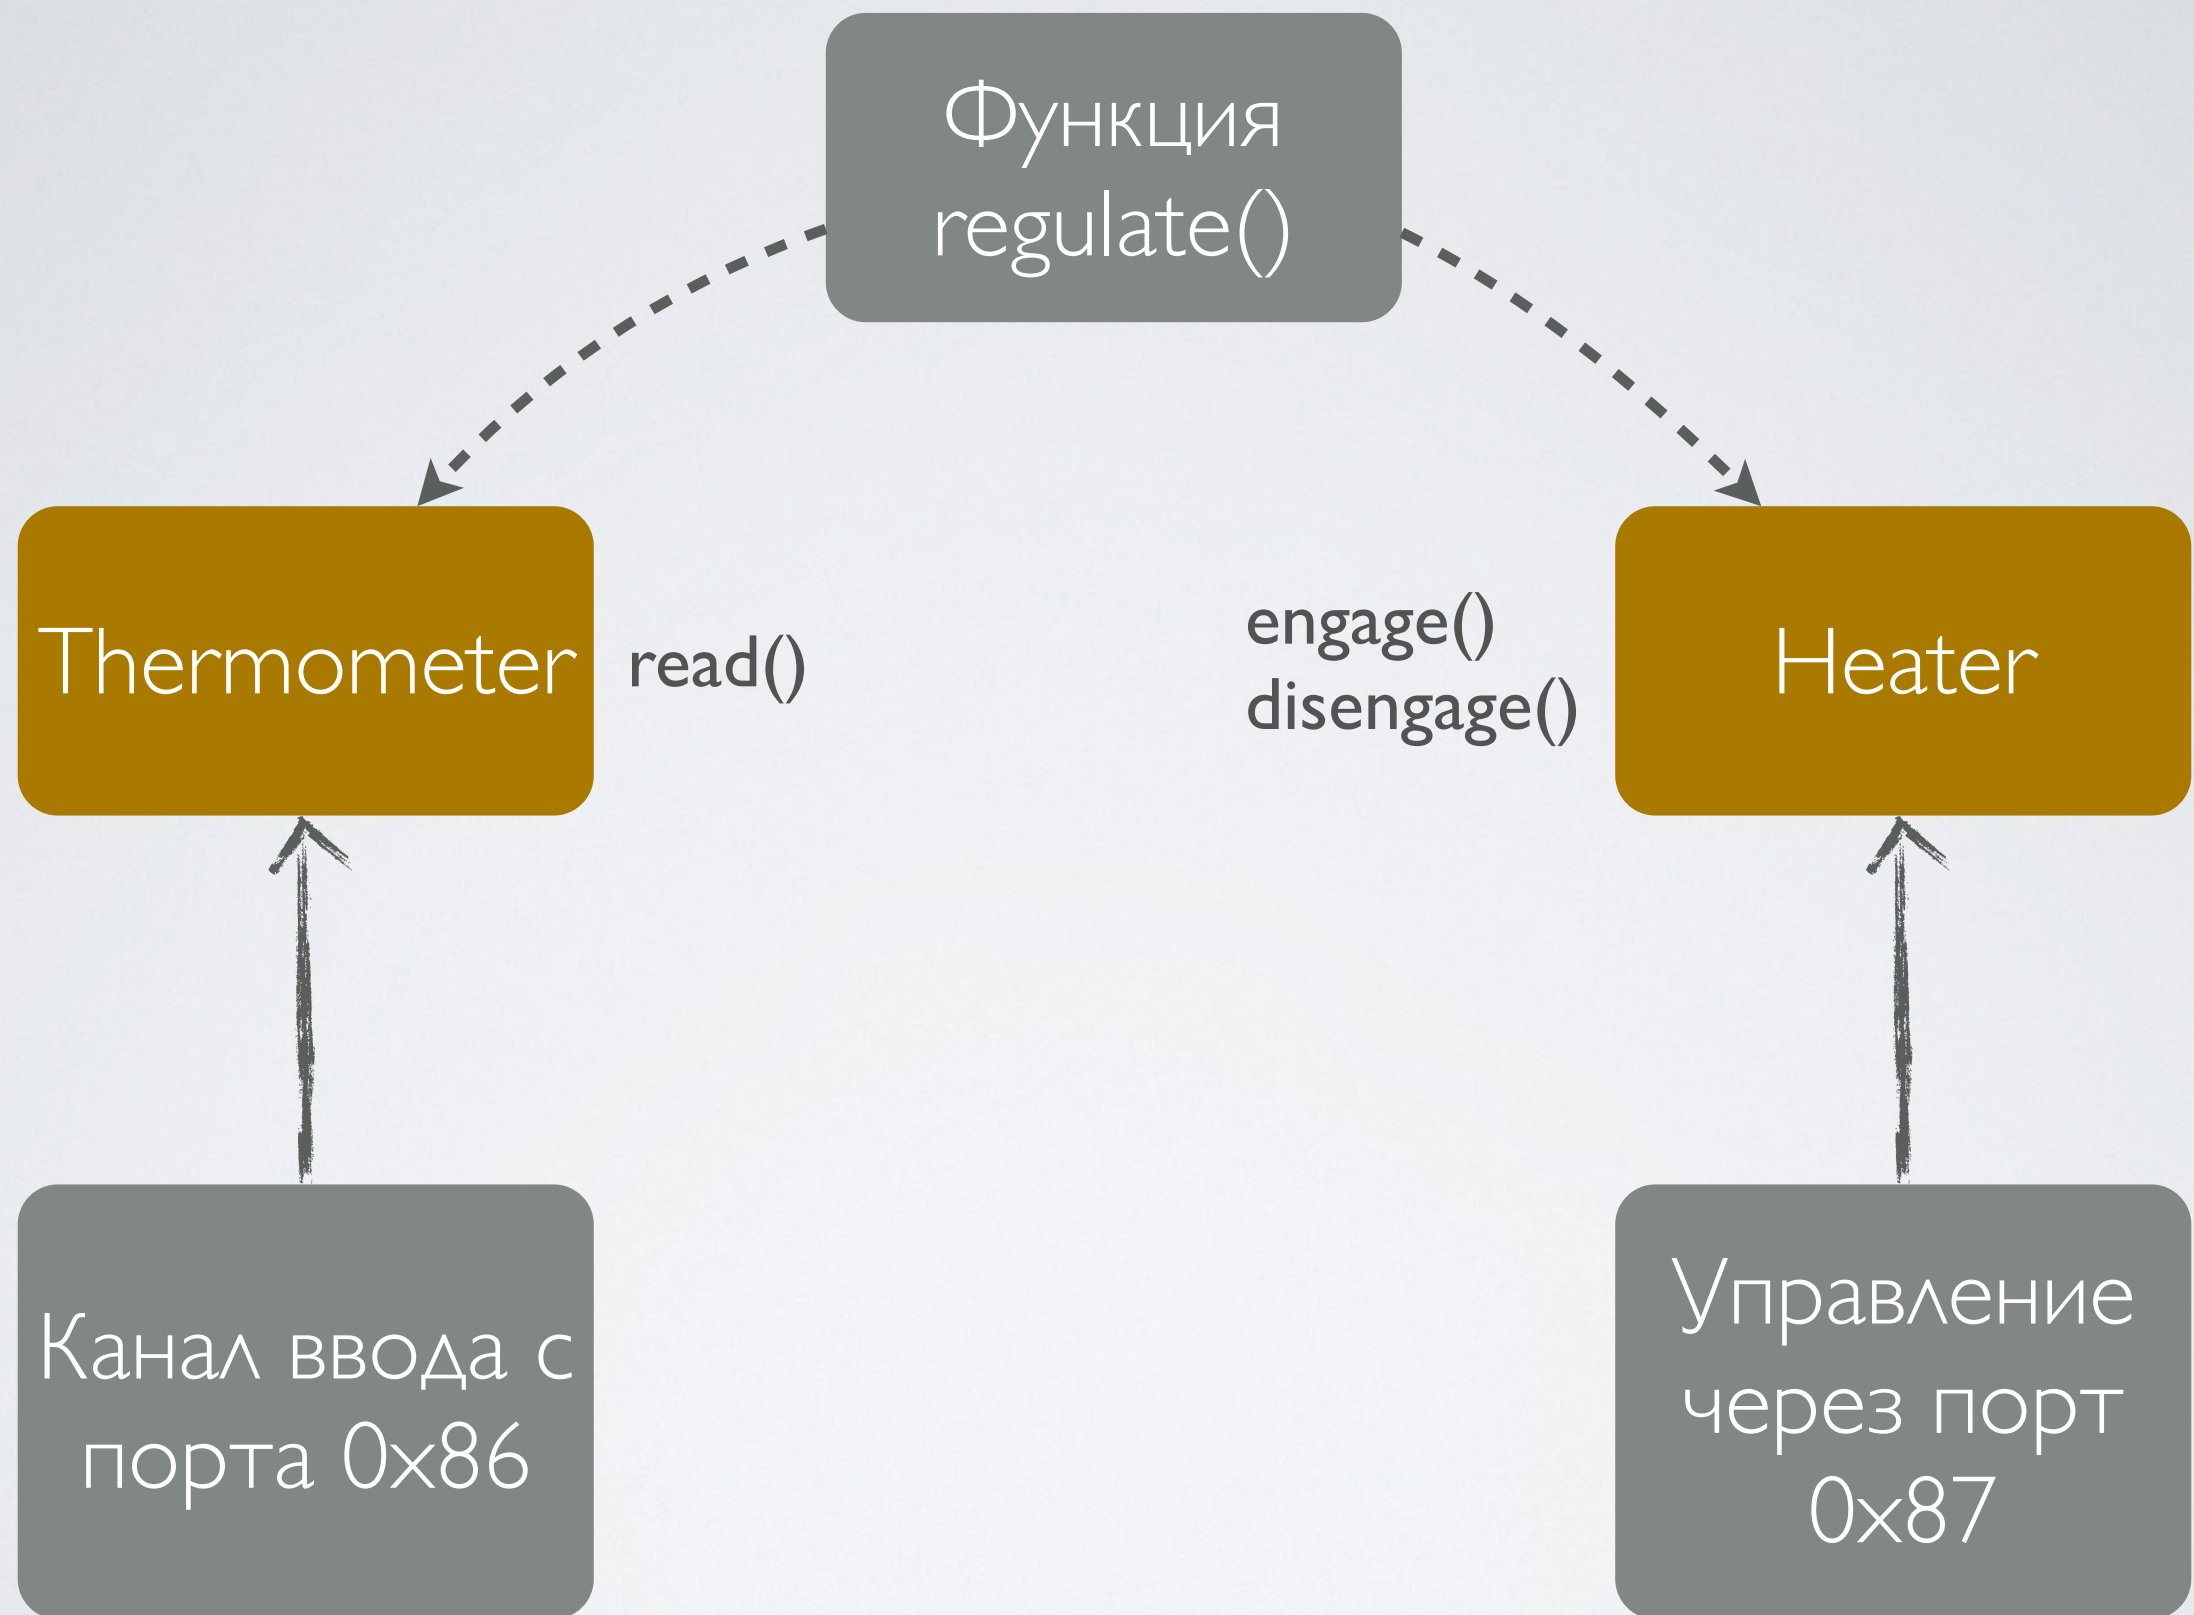 Функция
regulate()
Thermometer
read()
engage()
disengage()
Heater
Канал ввода с
порта 0x86
Управление
через порт
0x87